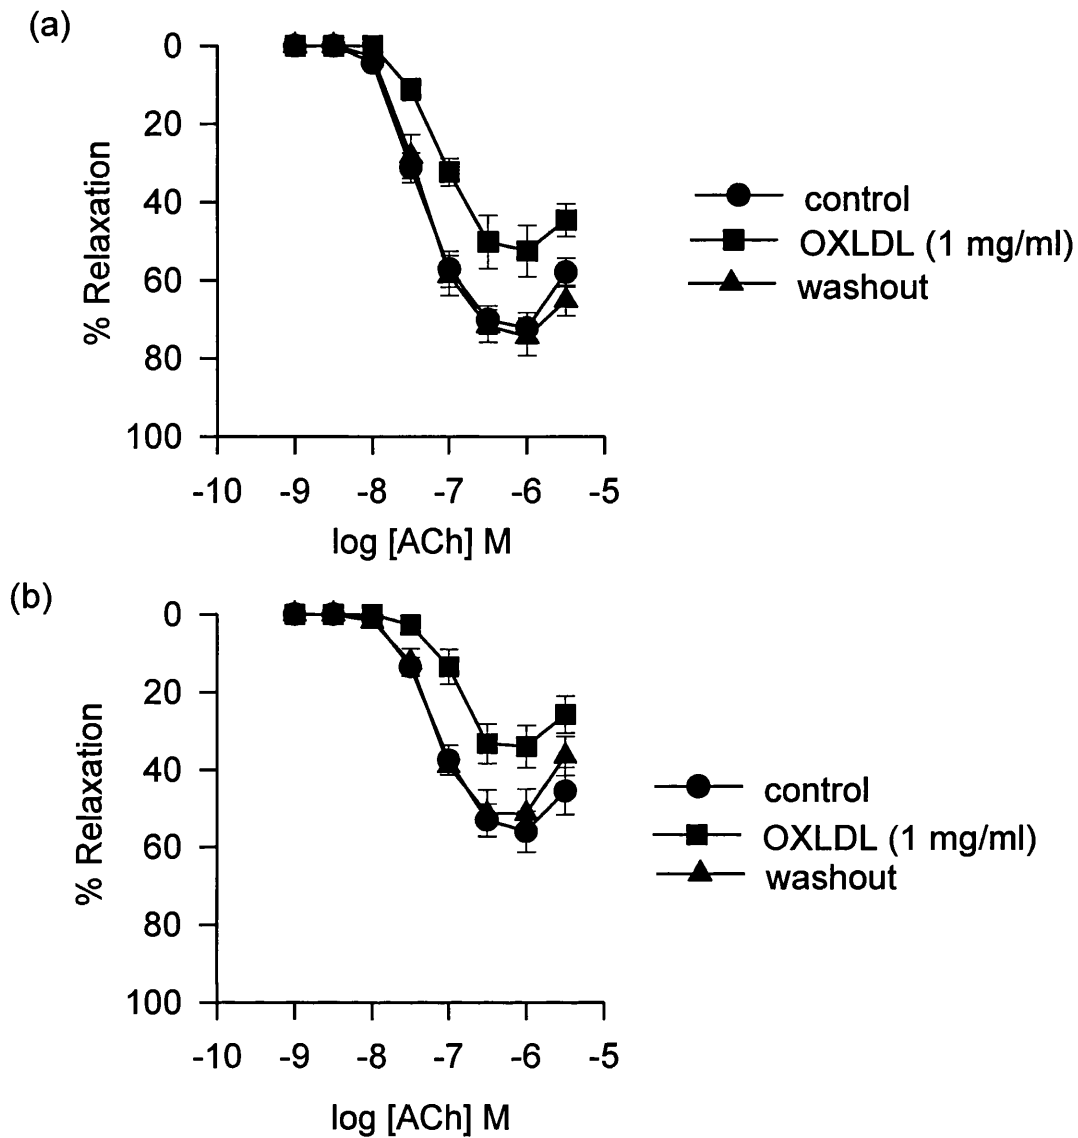 (a)
0
20
40
60
80
100
% Relaxation
-10 -9 -8 -7 -6 -5
log [ACh] M
control
OXLDL (1 mg/ml)
washout
(b)
0
20
40
60
80
100
% Relaxation
-10 -9 -8 -7 -6 -5
log [ACh] M
control
OXLDL (1 mg/ml)
washout